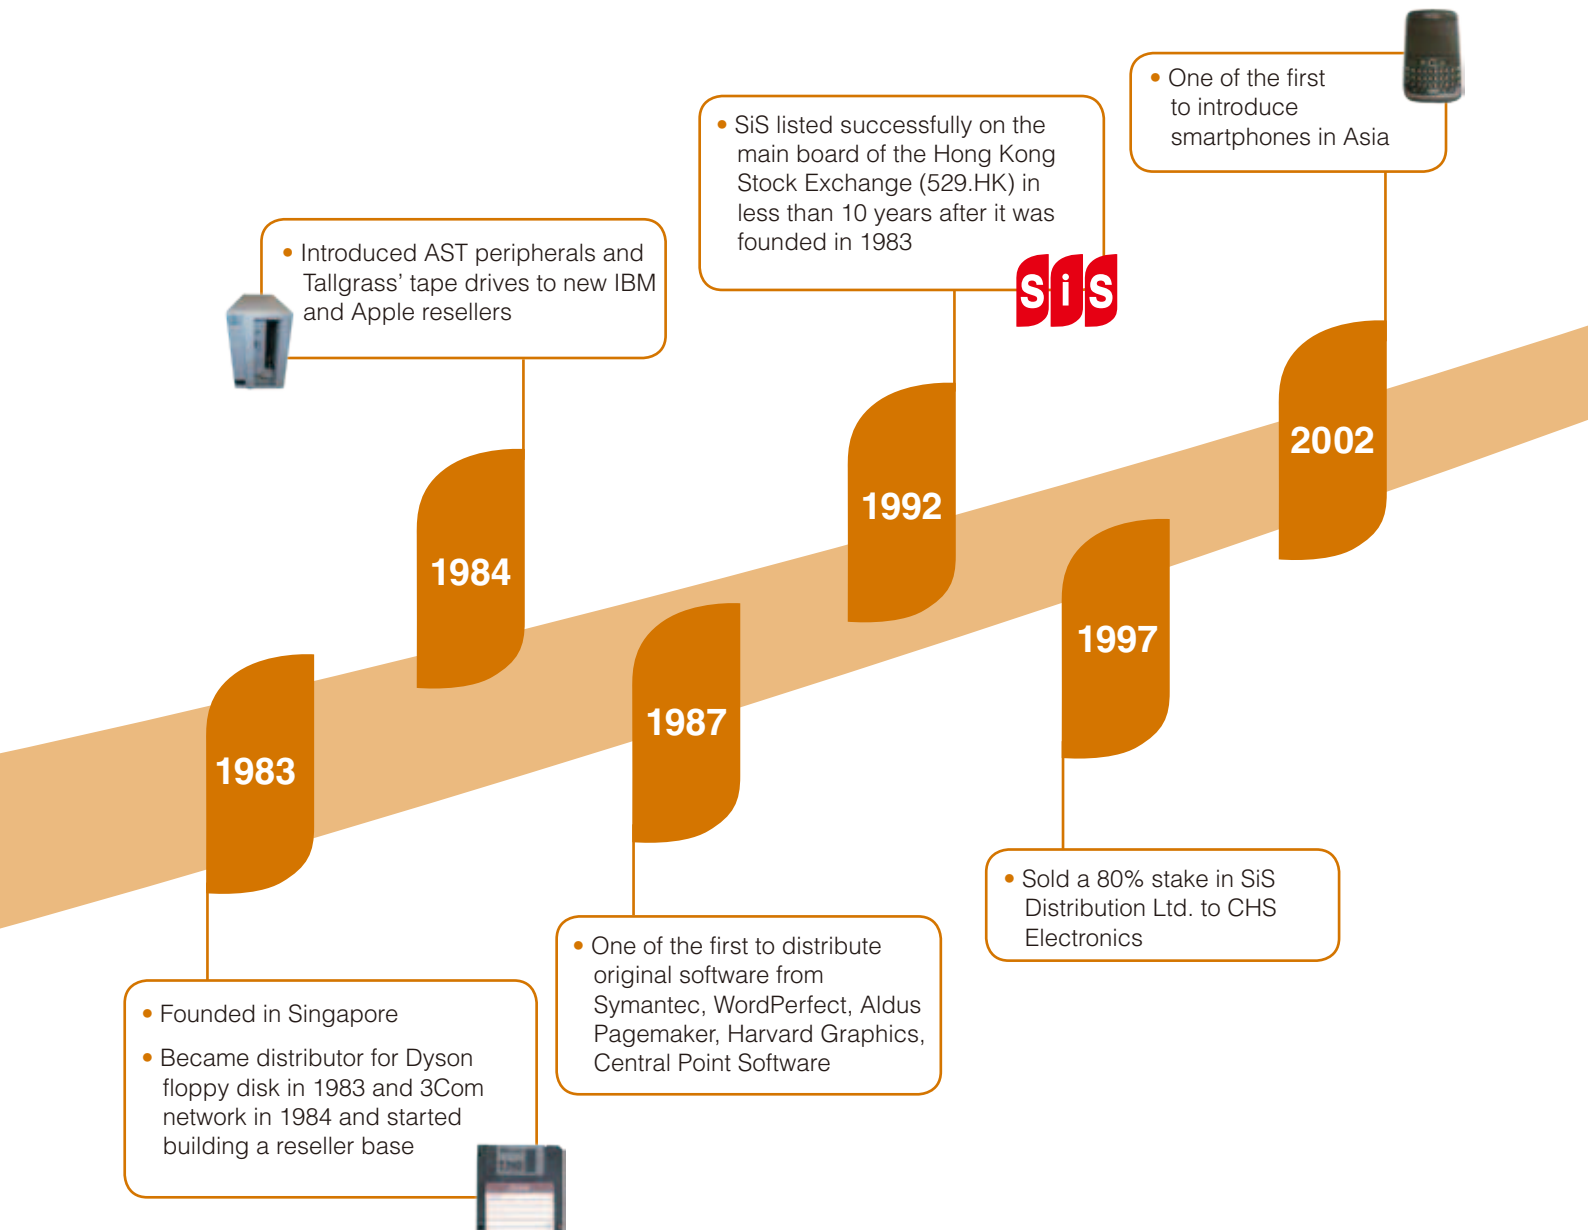 1983
• Founded in Singapore
• Became distributor for Dyson
floppy disk in 1983 and 3Com
network in 1984 and started
building a reseller base
1984
• Introduced AST peripherals and
Tallgrass’ tape drives to new IBM
and Apple resellers
1987
• One of the first to distribute
original software from
Symantec, WordPerfect, Aldus
Pagemaker, Harvard Graphics,
Central Point Software
1992
• SiS listed successfully on the
main board of the Hong Kong
Stock Exchange (529.HK) in
less than 10 years after it was
founded in 1983
SiS
1997
• Sold a 80% stake in SiS
Distribution Ltd. to CHS
Electronics
2002
• One of the first
to introduce
smartphones in Asia